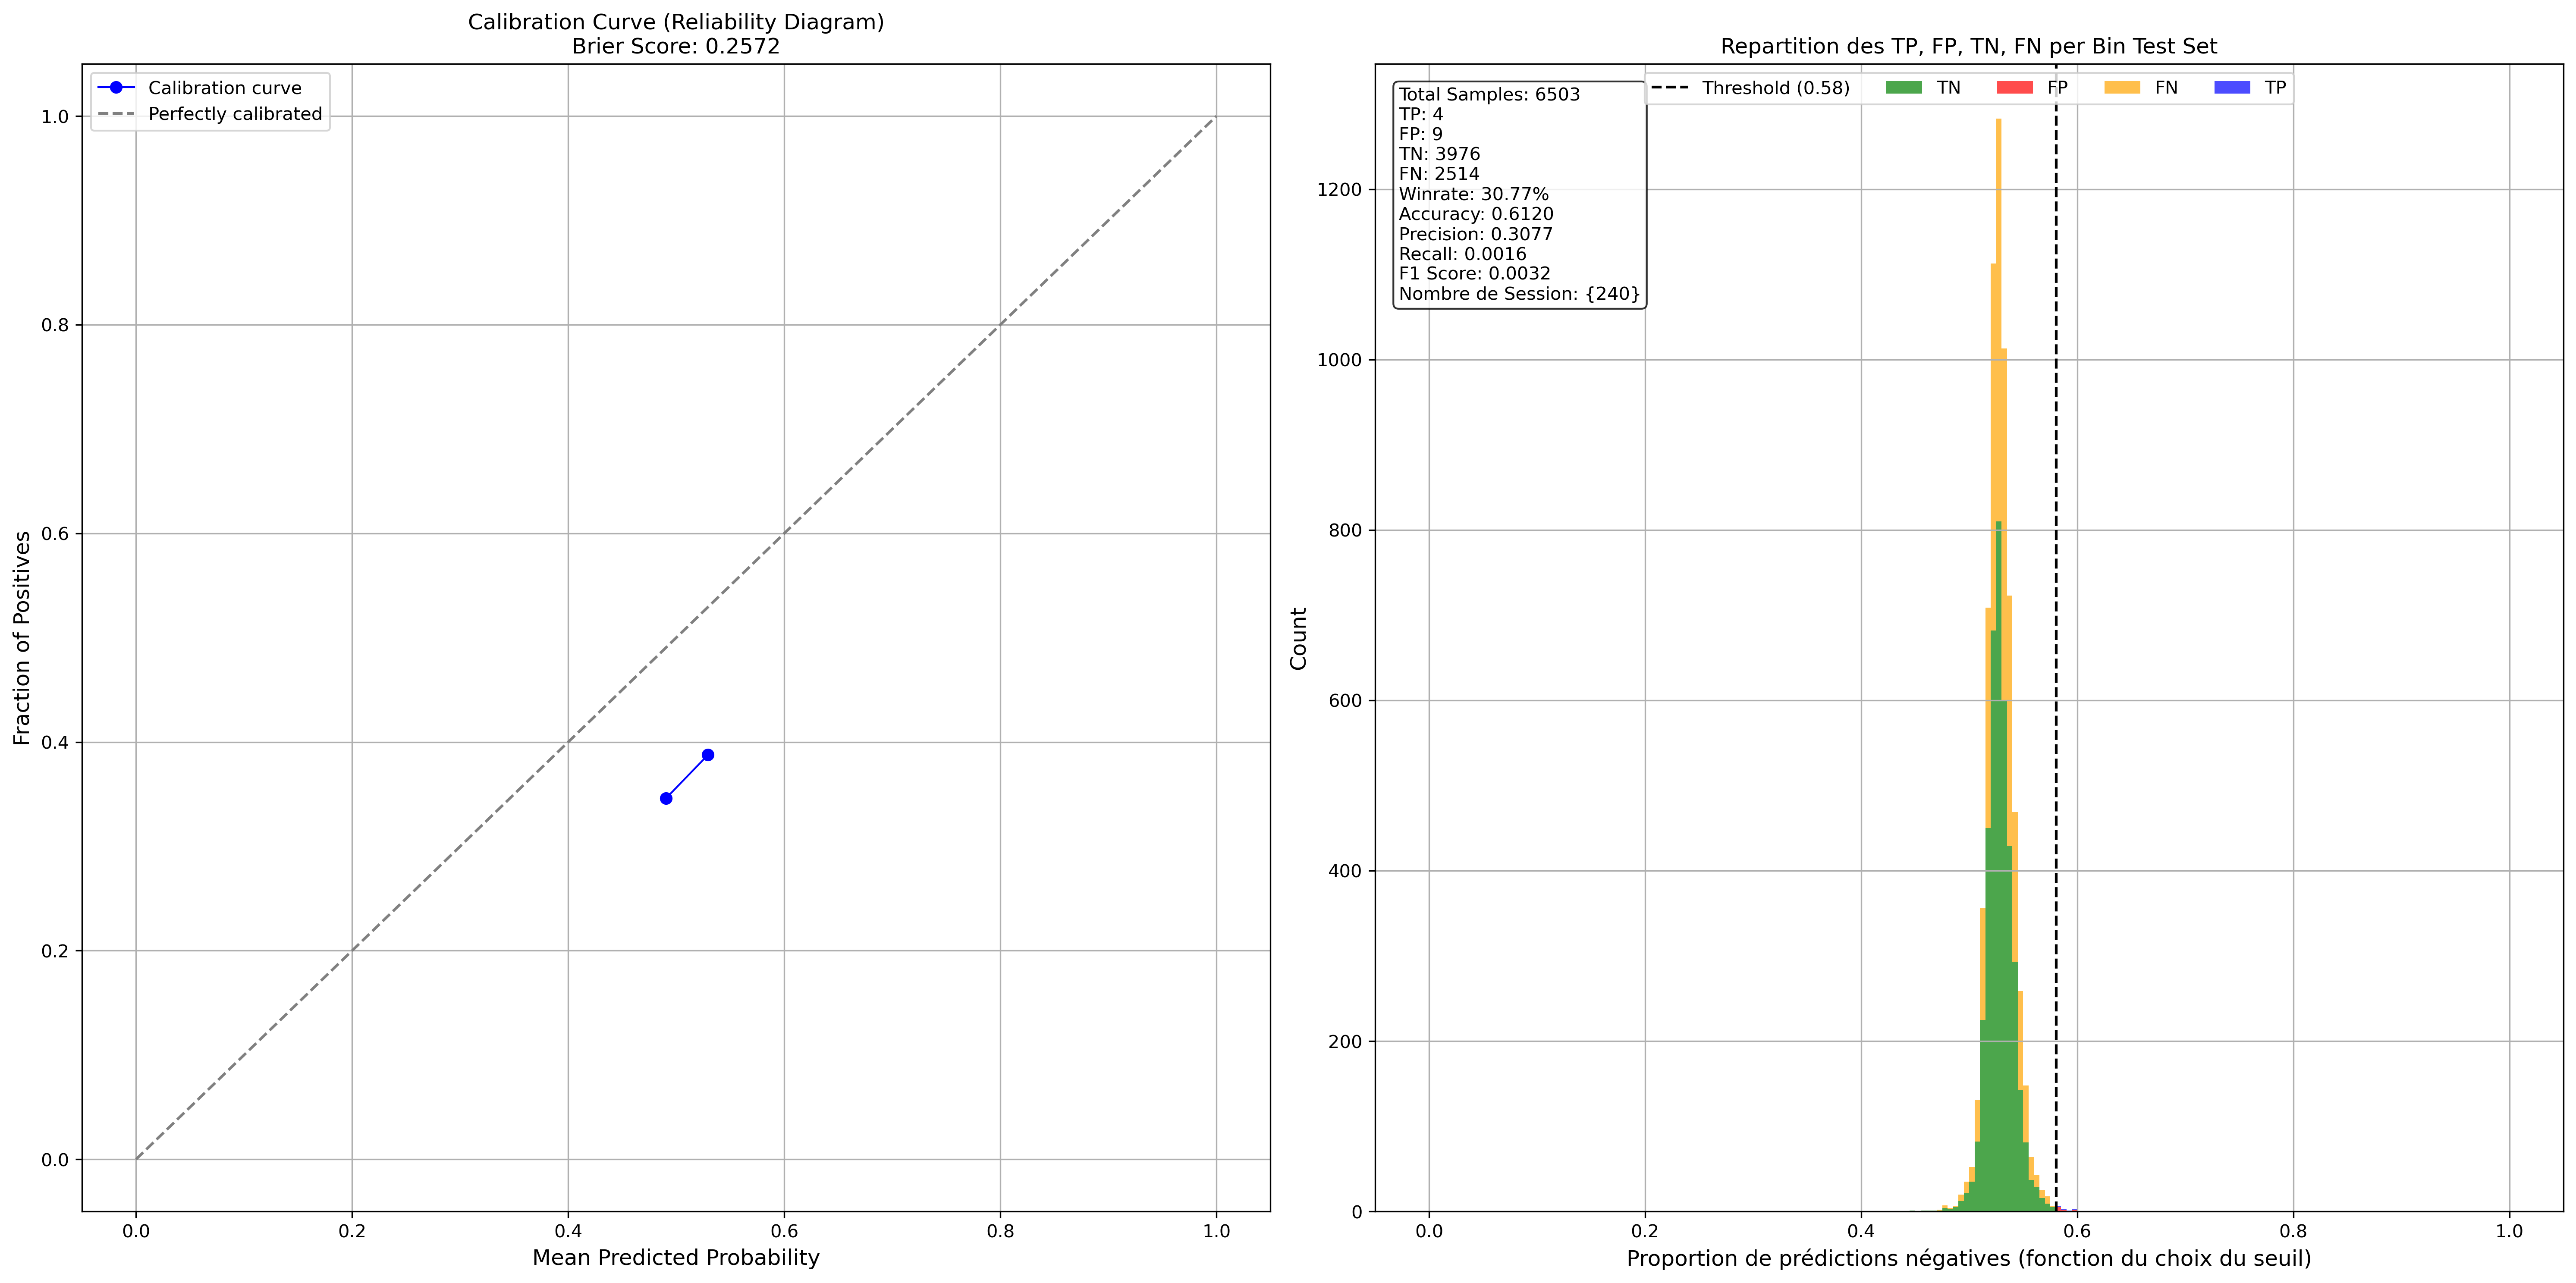 Calibration Curve (Reliability Diagram)
Brier Score: 0.2572
Calibration curve
Perfectly calibrated
1.0
0.8
0.6
0.4
0.2
0.0
Fraction of Positives
0.0 0.2 0.4 0.6 0.8 1.0
Mean Predicted Probability
Repartition des TP, FP, TN, FN per Bin Test Set
Threshold (0.58) TN FP FN TP
Total Samples: 6503
TP: 4
FP: 9
TN: 3976
FN: 2514
Winrate: 30.77%
Accuracy: 0.6120
Precision: 0.3077
Recall: 0.0016
F1 Score: 0.0032
Nombre de Session: {240}
1200
1000
800
600
400
200
0
Count
0.0 0.2 0.4 0.6 0.8 1.0
Proportion de prédictions négatives (fonction du choix du seuil)